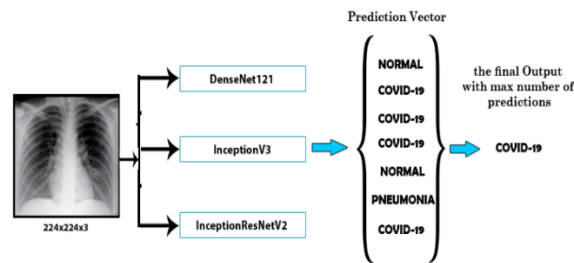 224x224x3
DenseNet121
InceptionV3
InceptionResNetV2
Prediction Vector
NORMAL
COVID-19
COVID-19
COVID-19
NORMAL
PNEUMONIA
COVID-19
the final Output
with max number of
predictions
COVID-19